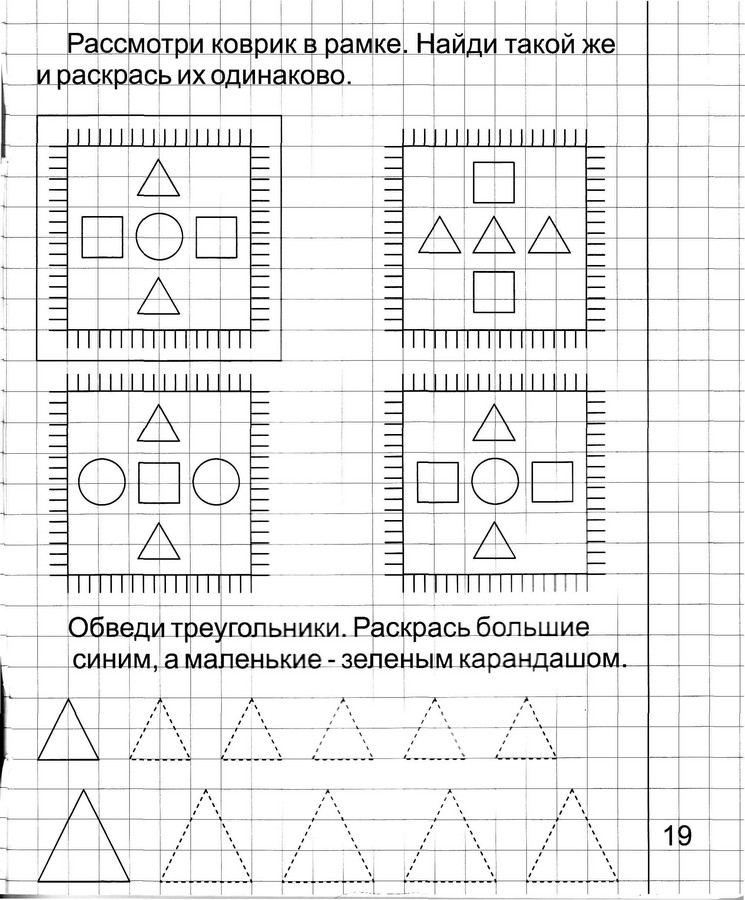 Рассмотри коврик в рамке. Найди такой же
и раскрась их одинаково.
Обведи треугольники. Раскрась большие
синим, а маленькие - зеленым карандашом.
19